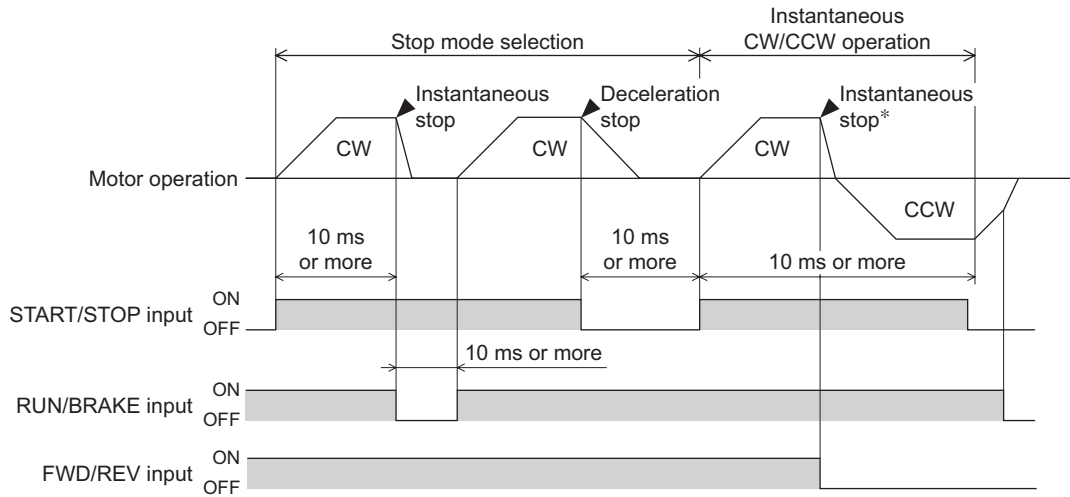 Instantaneous
CW/CCW operation
Stop mode selection
Instantaneous
stop
Deceleration
stop
Instantaneous
stop*
CW
CW
CW
Motor operation
CCW
10 ms
or more
10 ms
or more
10 ms or more
START/STOP input
ON
OFF
10 ms or more
RUN/BRAKE input
ON
OFF
FWD/REV input
ON
OFF